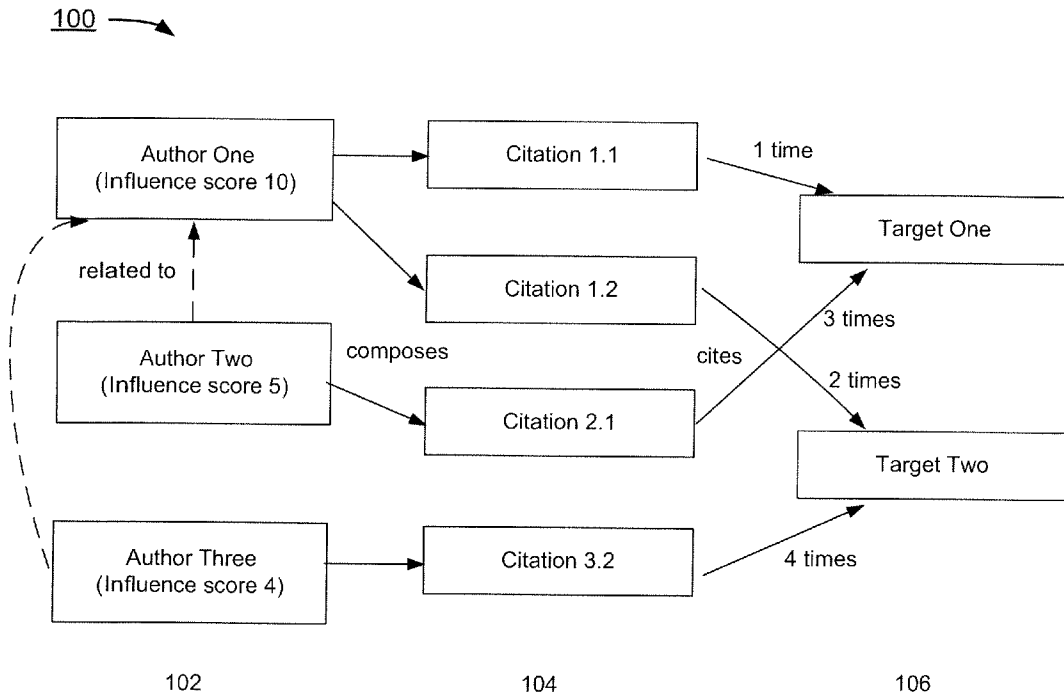 100
Author One
(Influence score 10)
Citation 1.1
1 time
Target One
related to
Citation 1.2
3 times
Author Two
(Influence score 5)
composes
cites
2 times
Citation 2.1
Target Two
Author Three
(Influence score 4)
Citation 3.2
4 times
102
104
106